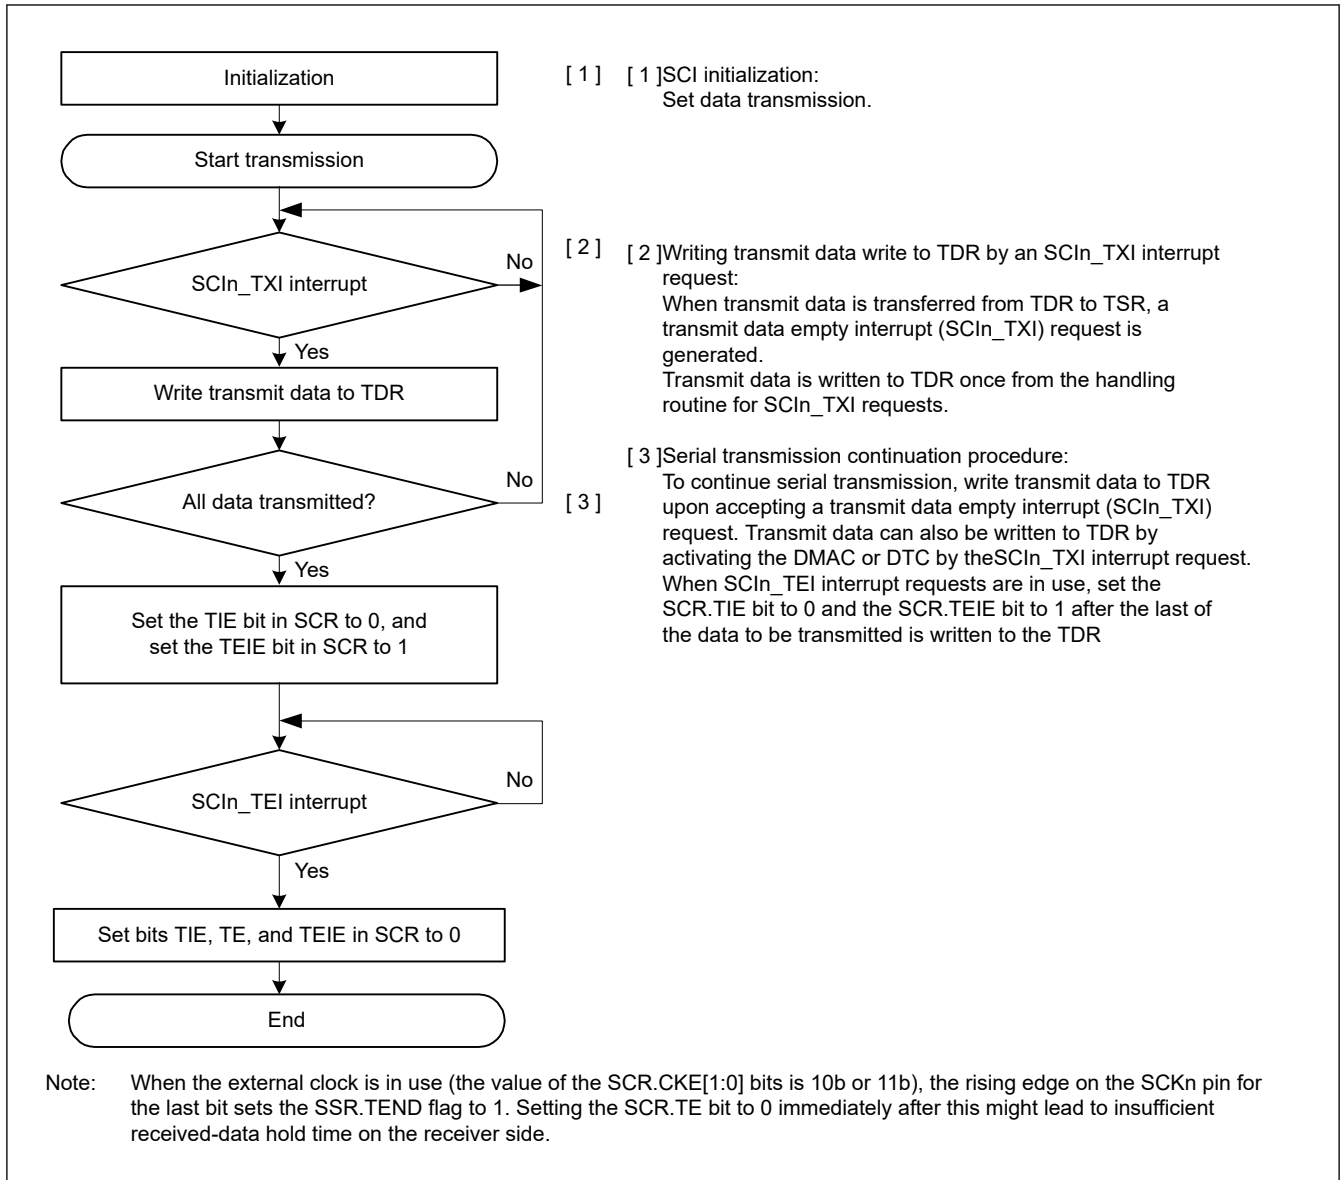 Initialization
[ 1 ]
[ 1 ]SCI initialization:
Set data transmission.
Start transmission
SCIn_TXI interrupt
No
Yes
[ 2 ]
[ 2 ]Writing transmit data write to TDR by an SCIn_TXI interrupt
request:
When transmit data is transferred from TDR to TSR, a
transmit data empty interrupt (SCIn_TXI) request is
generated.
Transmit data is written to TDR once from the handling
routine for SCIn_TXI requests.
Write transmit data to TDR
All data transmitted?
No
Yes
[ 3 ]
[ 3 ]Serial transmission continuation procedure:
To continue serial transmission, write transmit data to TDR
upon accepting a transmit data empty interrupt (SCIn_TXI)
request. Transmit data can also be written to TDR by
activating the DMAC or DTC by theSCIn_TXI interrupt request.
When SCIn_TEI interrupt requests are in use, set the
SCR.TIE bit to 0 and the SCR.TEIE bit to 1 after the last of
the data to be transmitted is written to the TDR
Set the TIE bit in SCR to 0, and
set the TEIE bit in SCR to 1
SCIn_TEI interrupt
No
Yes
Set bits TIE, TE, and TEIE in SCR to 0
End
Note: When the external clock is in use (the value of the SCR.CKE[1:0] bits is 10b or 11b), the rising edge on the SCKn pin for
the last bit sets the SSR.TEND flag to 1. Setting the SCR.TE bit to 0 immediately after this might lead to insufficient
received-data hold time on the receiver side.